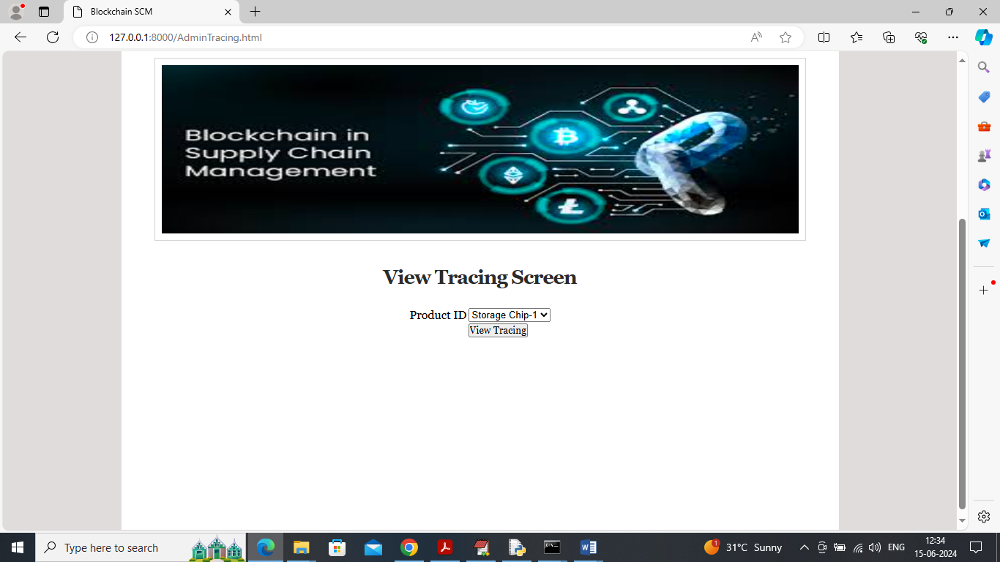 Blockchain SCM
127.0.0.1:8000/AdminTracing.html
Blockchain in
Supply Chain
Management
View Tracing Screen
Product ID Storage Chip-1
View Tracing
Type here to search
31°C Sunny
ENG
12:34
15-06-2024